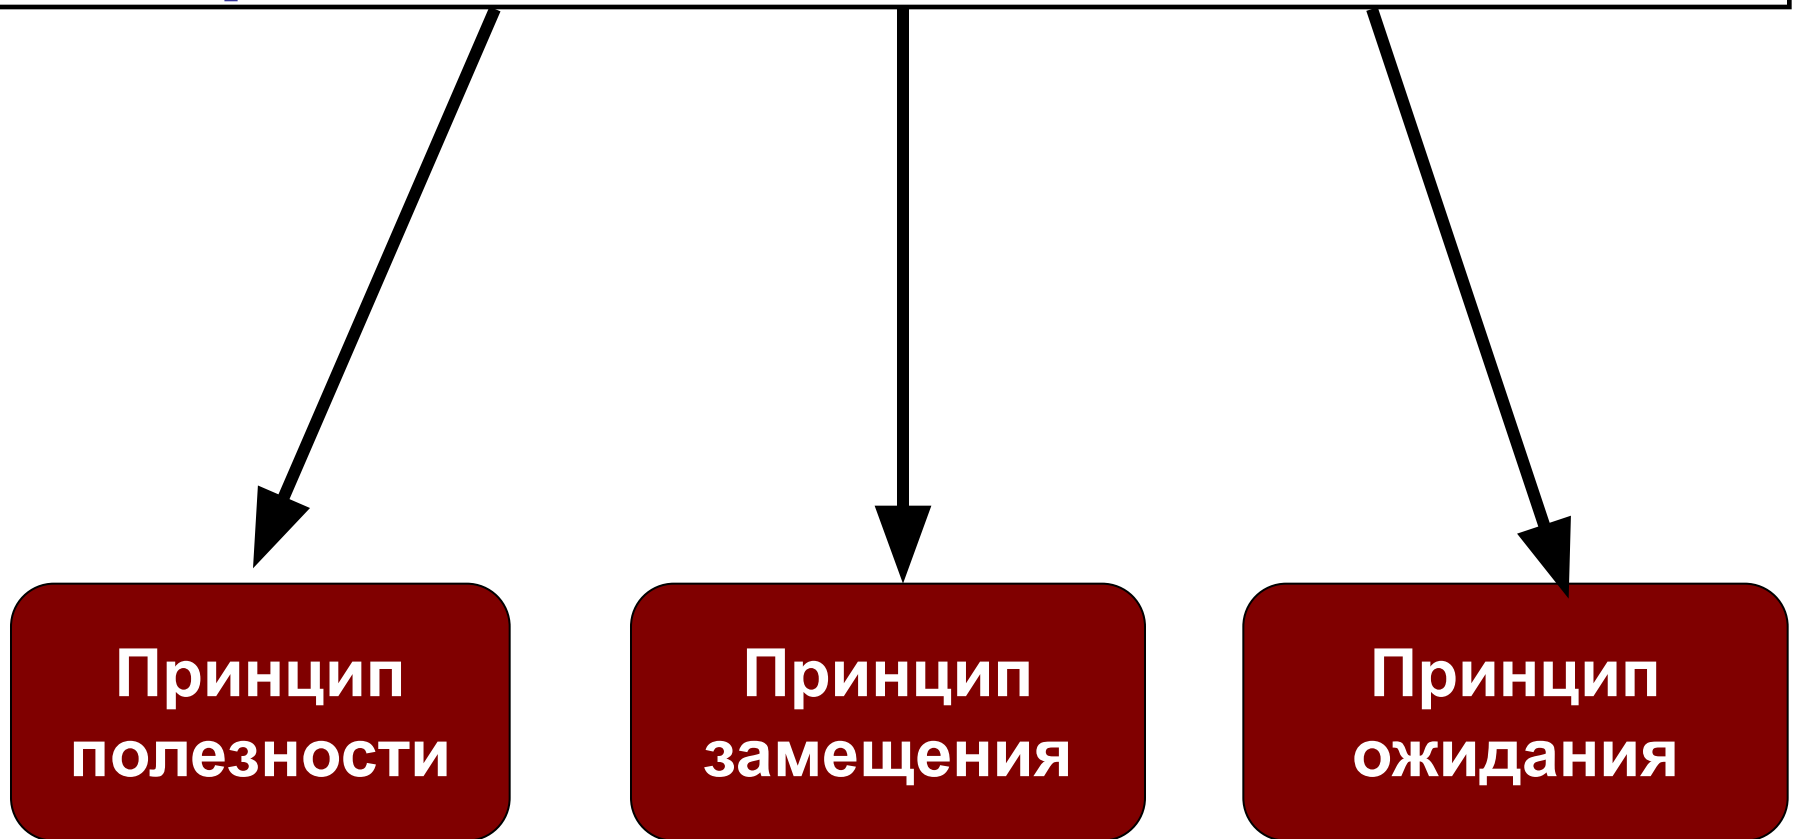 Принцип
полезности
Принцип
замещения
Принцип
ожидания